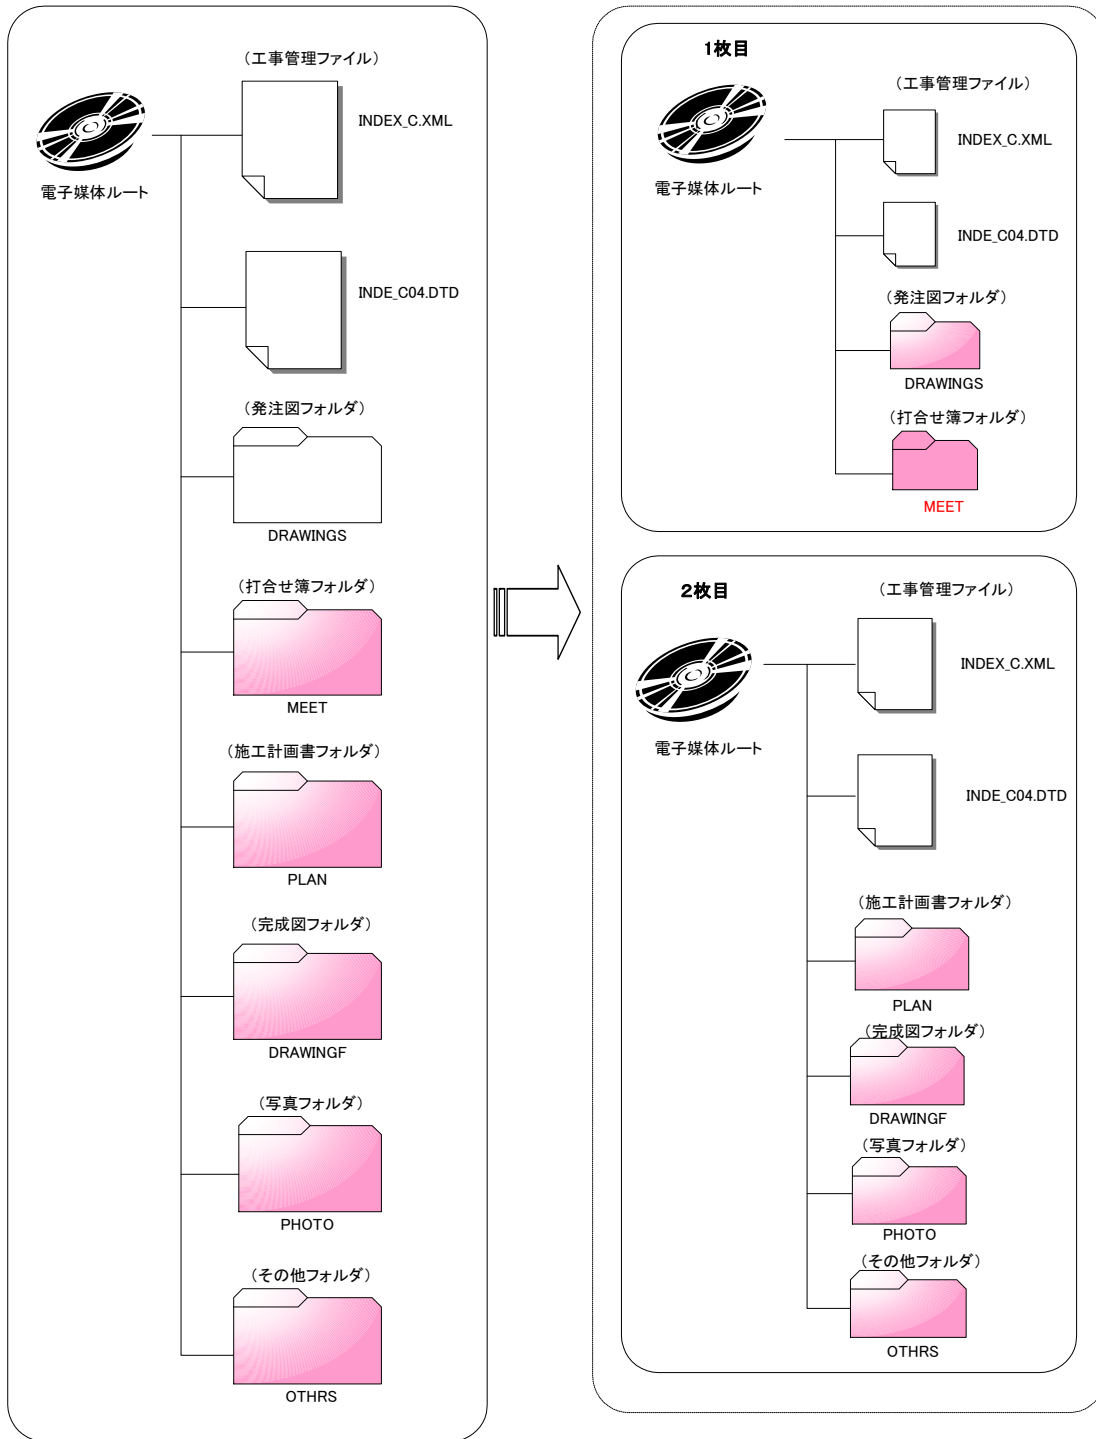 (工事管理ファイル)
INDEX_C.XML
電子媒体ルート
INDE_C04.DTD
(発注図フォルダ)
DRAWINGS
(打合せ簿フォルダ)
MEET
(施工計画書フォルダ)
PLAN
(完成図フォルダ)
DRAWINGF
(写真フォルダ)
PHOTO
(その他フォルダ)
OTHRS
1枚目
(工事管理ファイル)
INDEX_C.XML
電子媒体ルート
INDE_C04.DTD
(発注図フォルダ)
DRAWINGS
(打合せ簿フォルダ)
MEET
2枚目
(工事管理ファイル)
INDEX_C.XML
電子媒体ルート
INDE_C04.DTD
(施工計画書フォルダ)
PLAN
(完成図フォルダ)
DRAWINGF
(写真フォルダ)
PHOTO
(その他フォルダ)
OTHRS